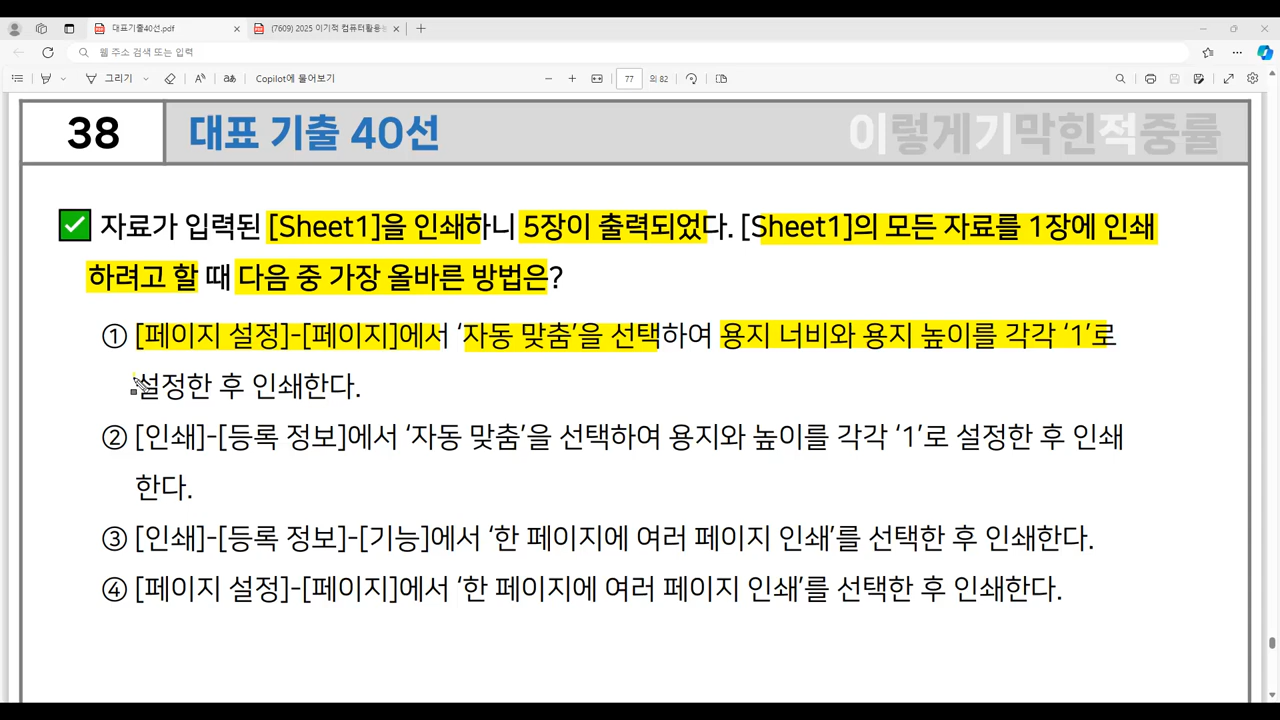 대표기출40선.pdf
(7609) 2025 이기적 컴퓨터활용능
웹 주소 검색 또는 입력
그리기
Copilot에 물어보기
77 의 82
38 대표 기출 40선 이렇게기막힌적중률
자료가 입력된 [Sheet1]을 인쇄하니 5장이 출력되었다. [Sheet1]의 모든 자료를 1장에 인쇄
하려고 할 때 다음 중 가장 올바른 방법은?
① [페이지 설정]-[페이지]에서 ‘자동 맞춤’을 선택하여 용지 너비와 용지 높이를 각각 ‘1’로
설정한 후 인쇄한다.
② [인쇄]-[등록 정보]에서 ‘자동 맞춤’을 선택하여 용지와 높이를 각각 ‘1’로 설정한 후 인쇄
한다.
③ [인쇄]-[등록 정보]-[기능]에서 ‘한 페이지에 여러 페이지 인쇄’를 선택한 후 인쇄한다.
④ [페이지 설정]-[페이지]에서 ‘한 페이지에 여러 페이지 인쇄’를 선택한 후 인쇄한다.